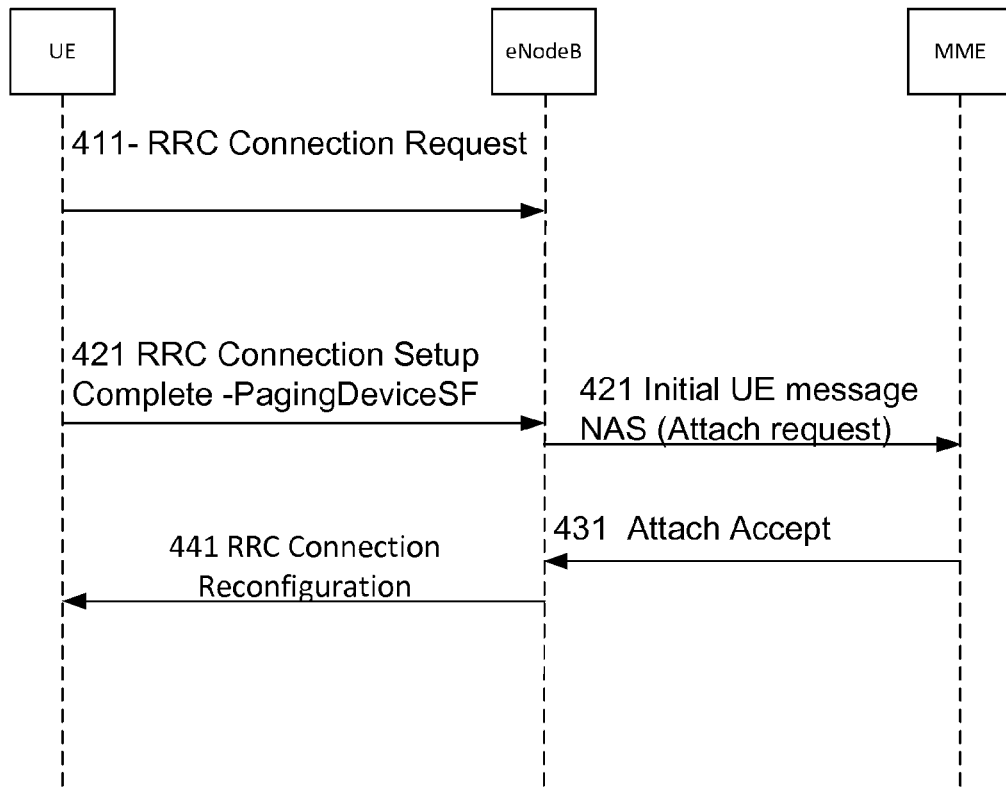 UE
eNodeB
MME
411- RRC Connection Request
421 RRC Connection Setup
Complete -PagingDeviceSF
421 Initial UE message
NAS (Attach request)
431 Attach Accept
441 RRC Connection
Reconfiguration